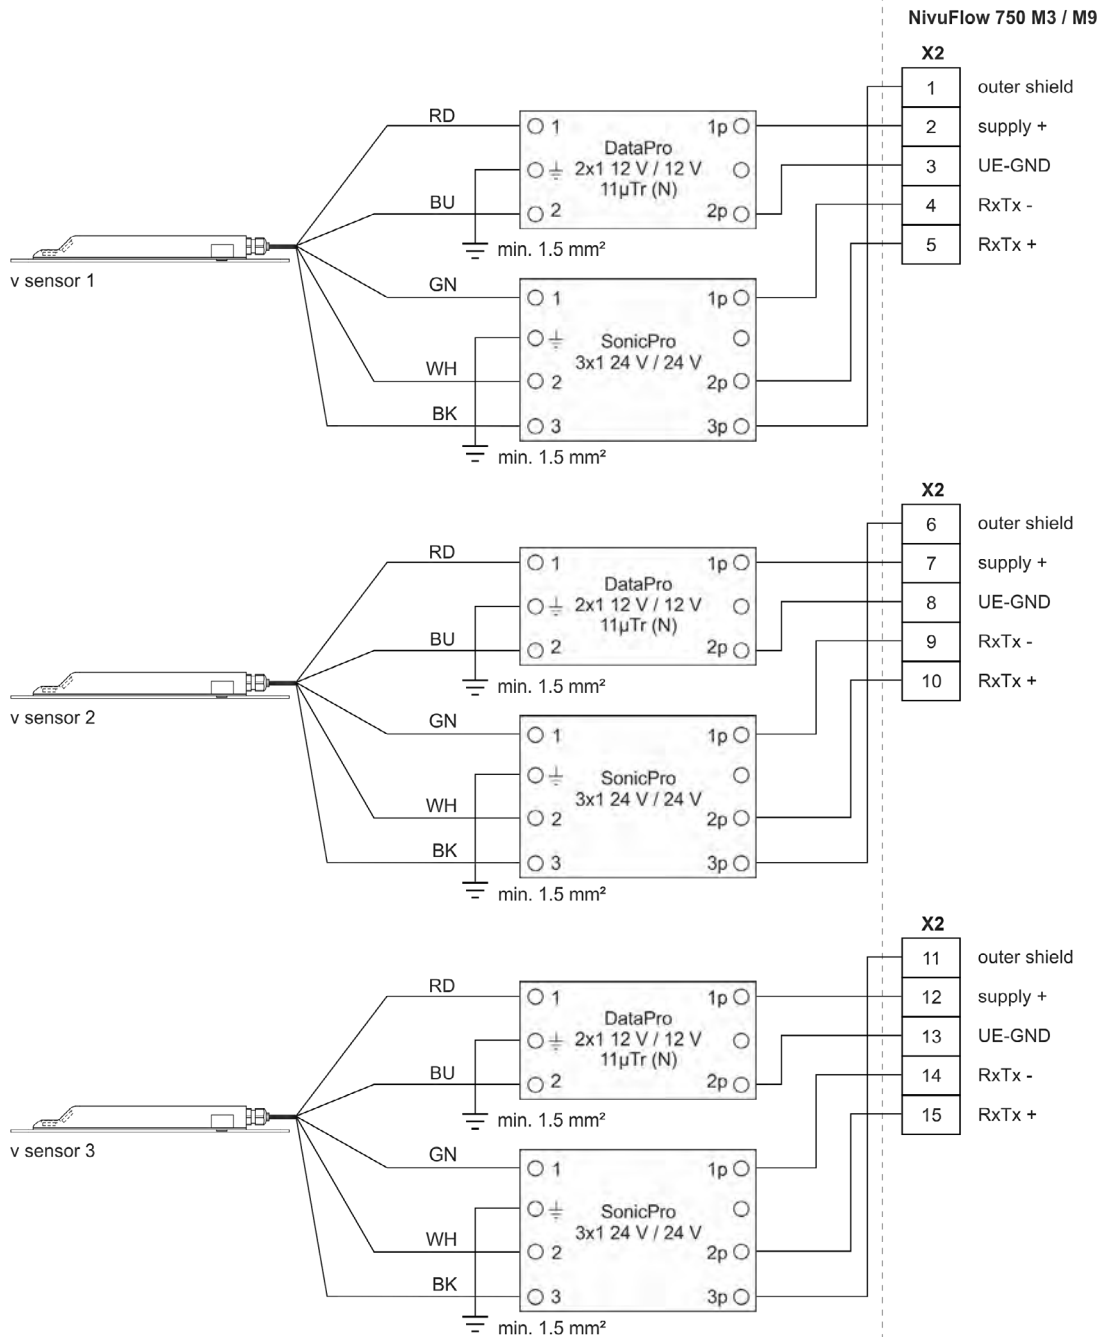 NivuFlow 750 M3 / M9
X2
1 outer shield
RD
1 1p
2 supply +
DataPro
2x1 12 V / 12 V
11µTr (N)
3 UE-GND
BU
2 2p
4 RxTx -
min. 1.5 mm²
5 RxTx +
v sensor 1
GN
1 1p
SonicPro
3x1 24 V / 24 V
WH
2 2p
BK
3 3p
min. 1.5 mm²
X2
6 outer shield
RD
1 1p
7 supply +
DataPro
2x1 12 V / 12 V
11µTr (N)
8 UE-GND
BU
2 2p
9 RxTx -
min. 1.5 mm²
10 RxTx +
v sensor 2
GN
1 1p
SonicPro
3x1 24 V / 24 V
WH
2 2p
BK
3 3p
min. 1.5 mm²
X2
11 outer shield
RD
1 1p
12 supply +
DataPro
2x1 12 V / 12 V
11µTr (N)
13 UE-GND
BU
2 2p
14 RxTx -
min. 1.5 mm²
15 RxTx +
v sensor 3
GN
1 1p
SonicPro
3x1 24 V / 24 V
WH
2 2p
BK
3 3p
min. 1.5 mm²